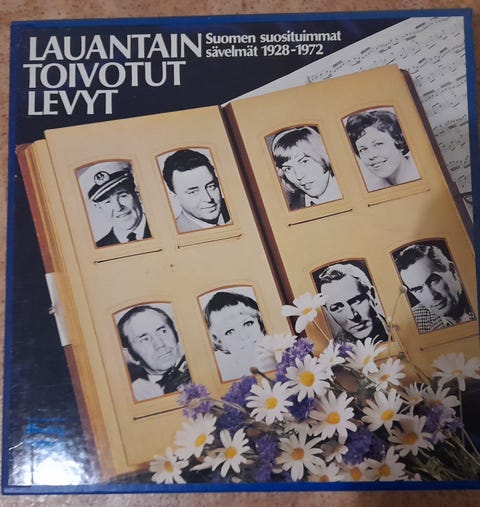 LAUANTAIN
TOIVOTUT
LEVYT
Suomen suosituimmat
sävelmät 1928-1972